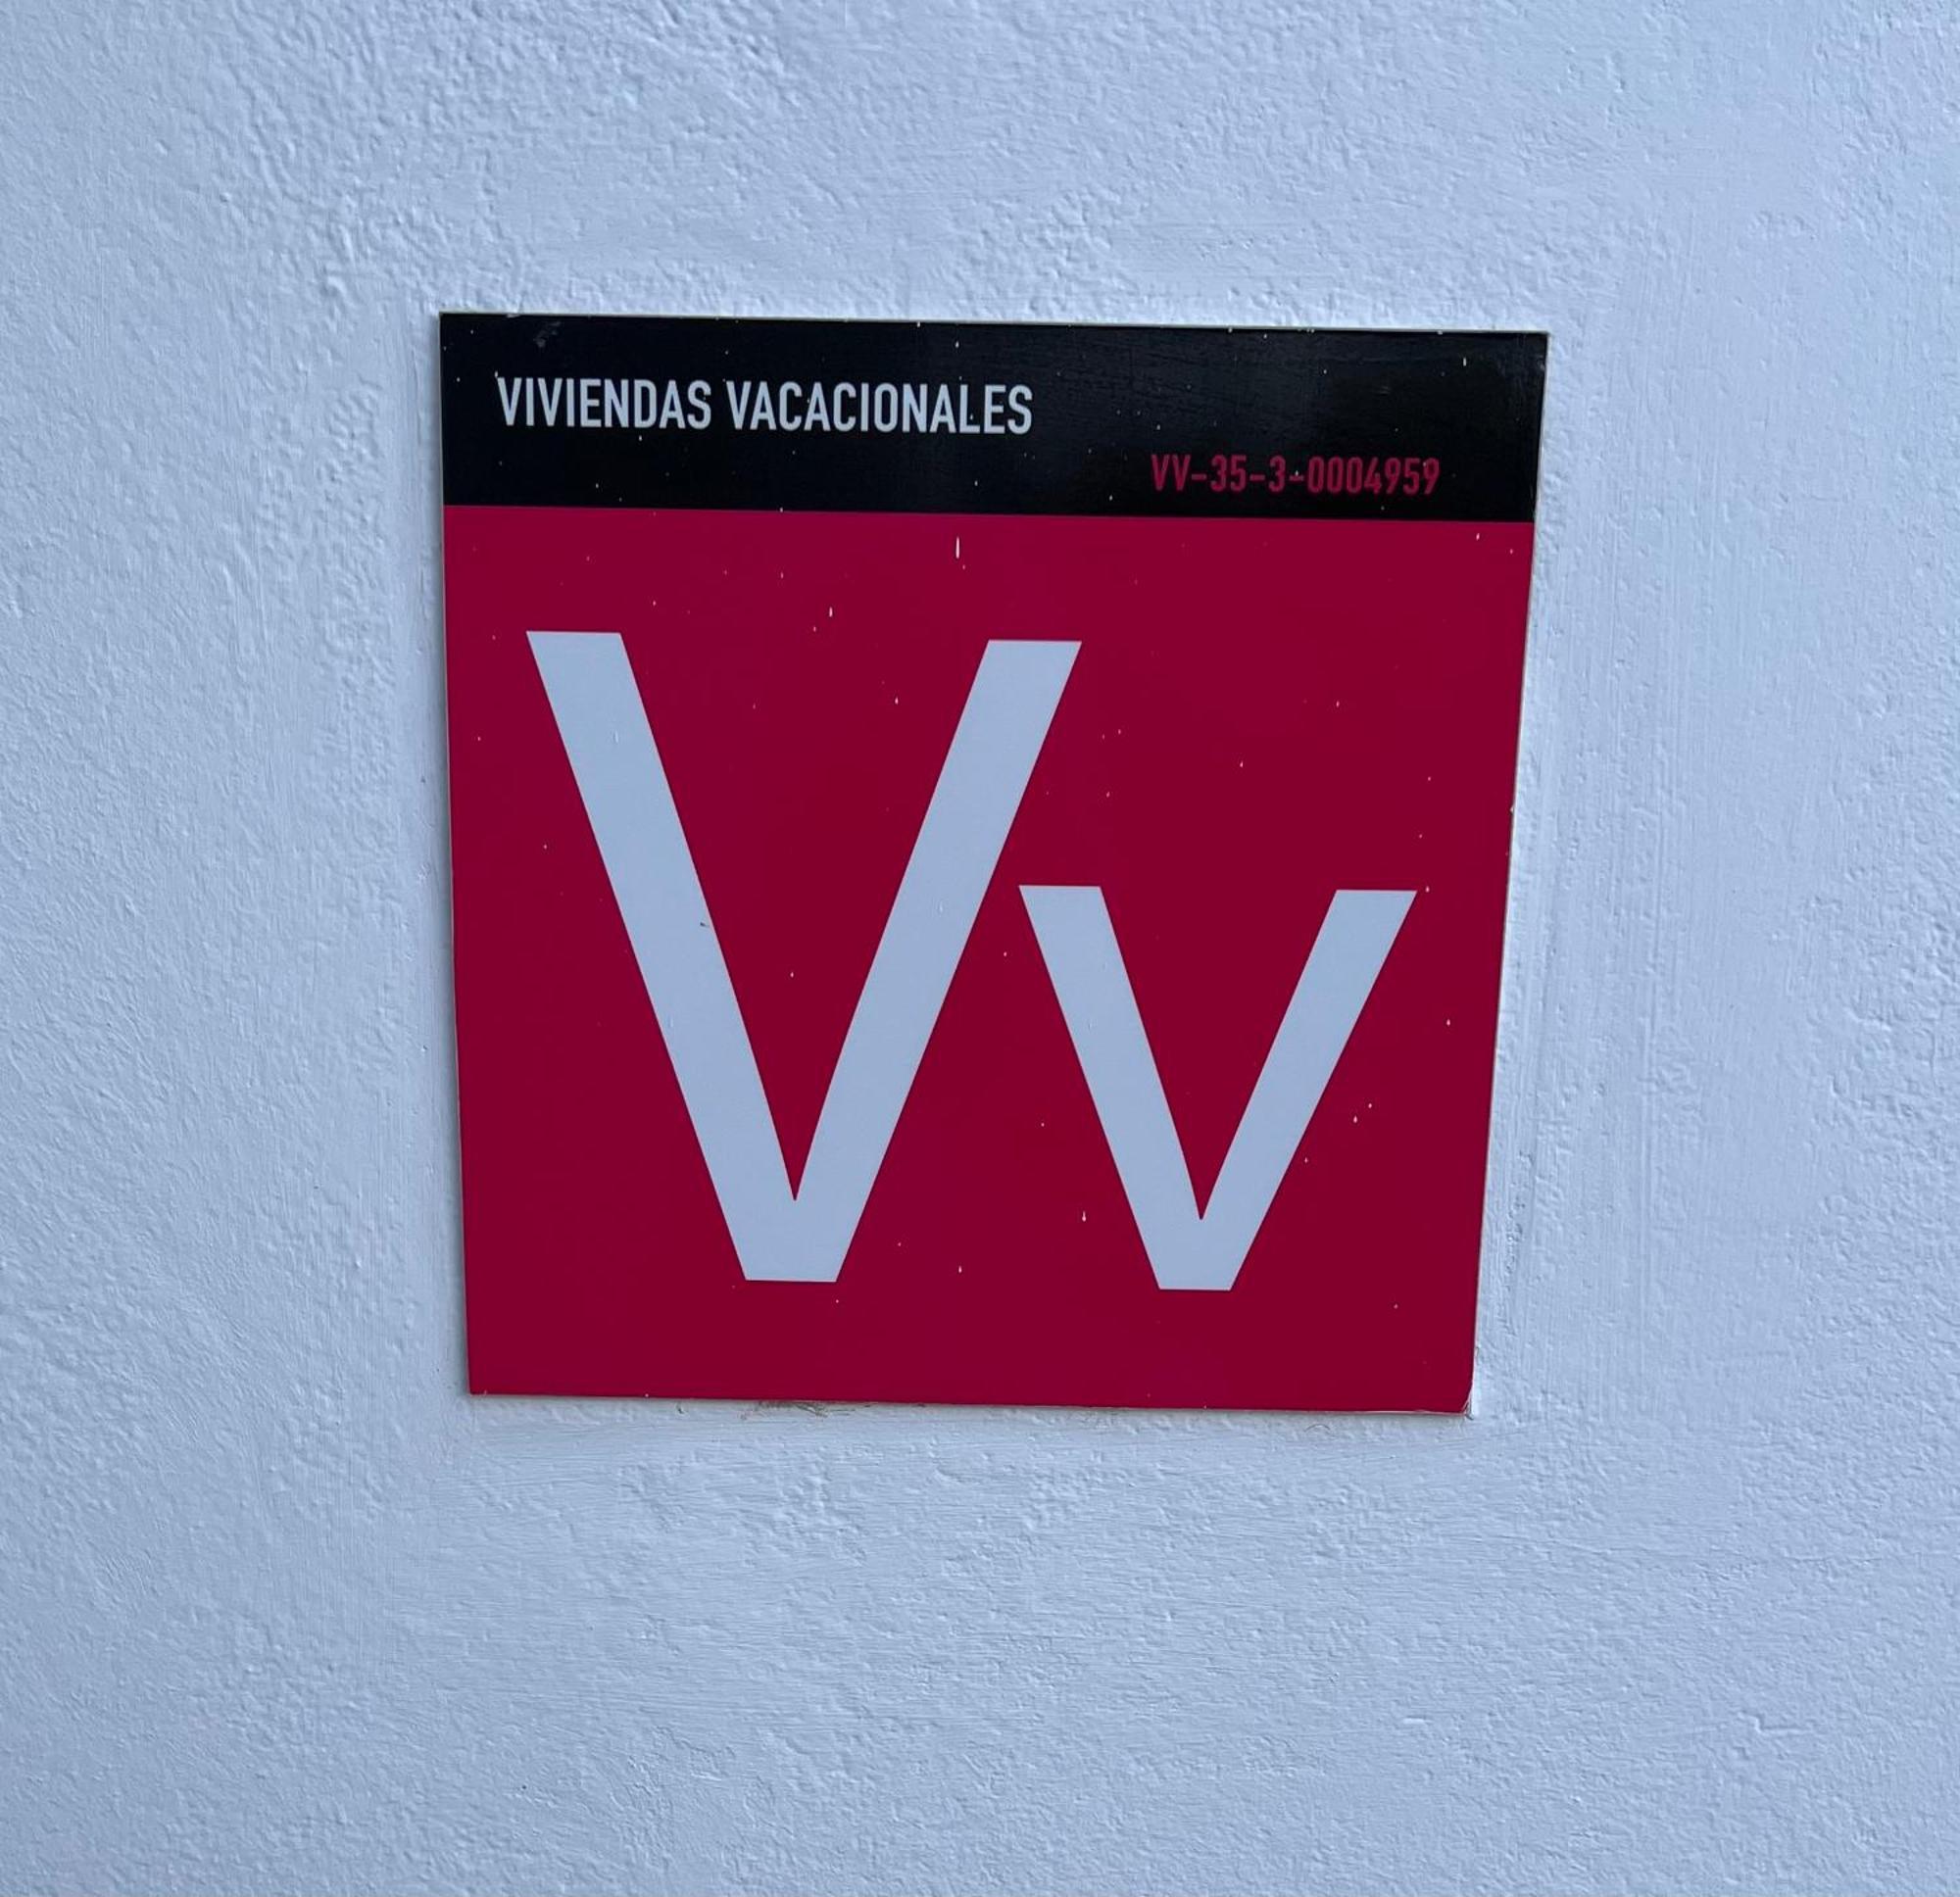 VIVIENDAS VACACIONALES
VV-35-3-0004959
Vv